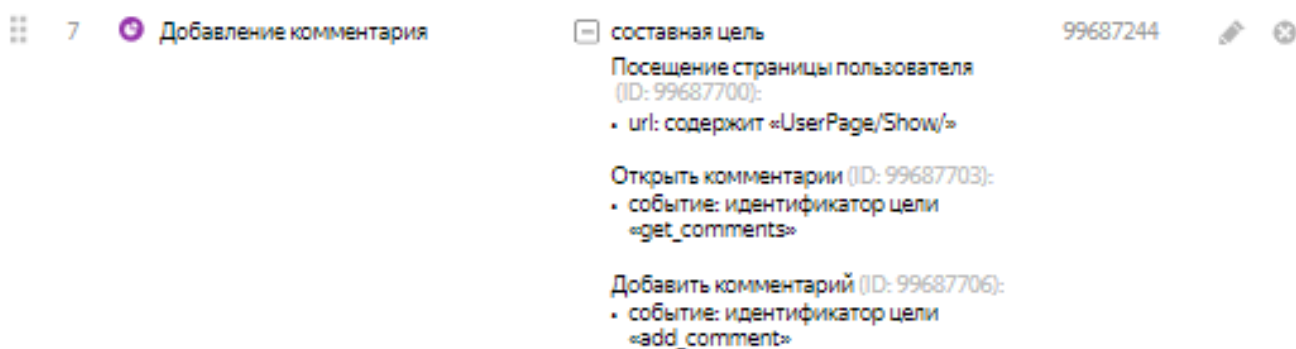 7 Добавление комментария составная цель 99687244
Посещение страницы пользователя
(ID: 99687700):
• url: содержит «UserPage/Show/»
Открыть комментарии (ID: 99687703):
• событие: идентификатор цели
«get_comments»
Добавить комментарий (ID: 99687706):
• событие: идентификатор цели
«add_comment»